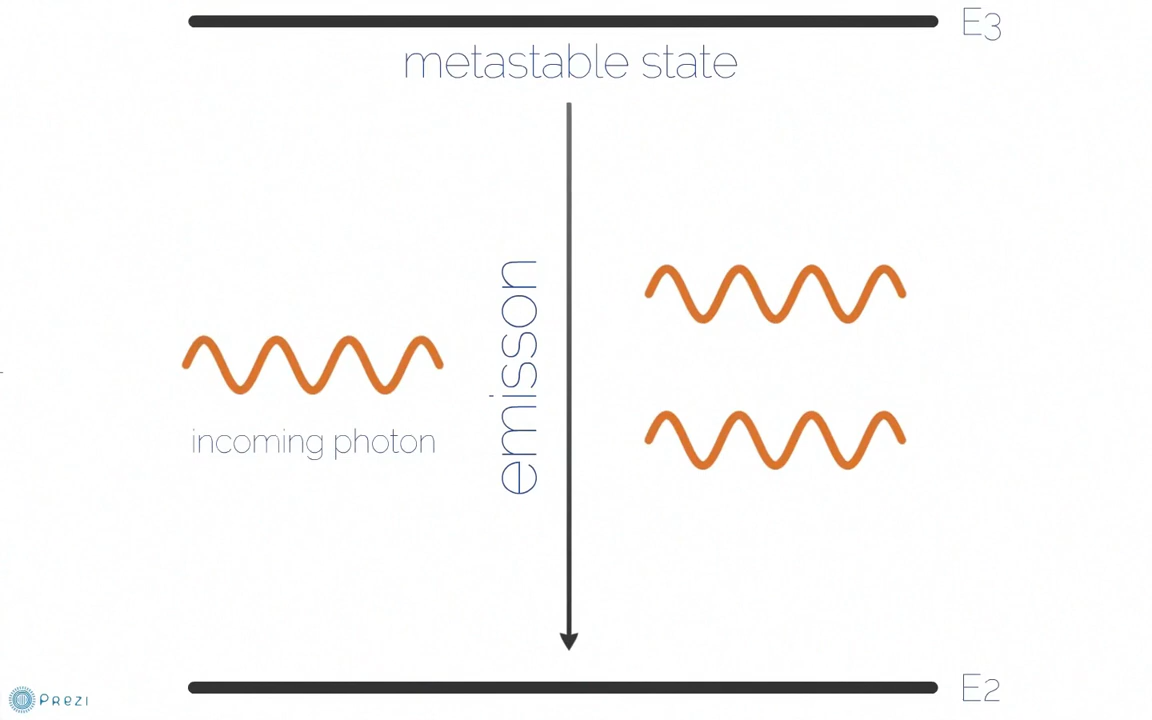 E3
metastable state
emisson
incoming photon
E2
Prezi